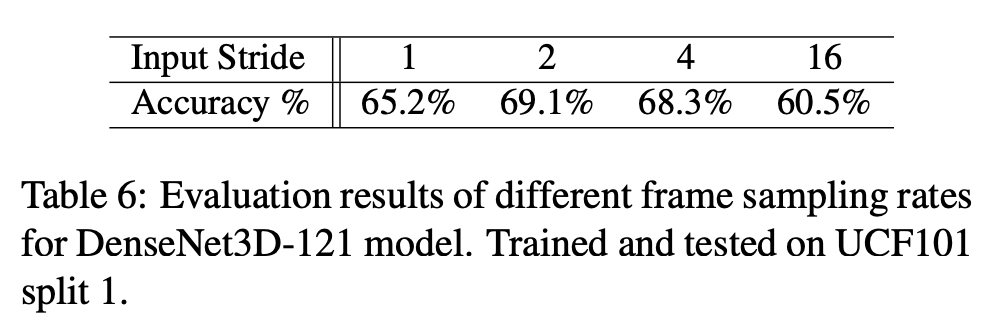 Input Stride 1 2 4 16
Accuracy % 65.2% 69.1% 68.3% 60.5%
Table 6: Evaluation results of different frame sampling rates
for DenseNet3D-121 model. Trained and tested on UCF101
split 1.